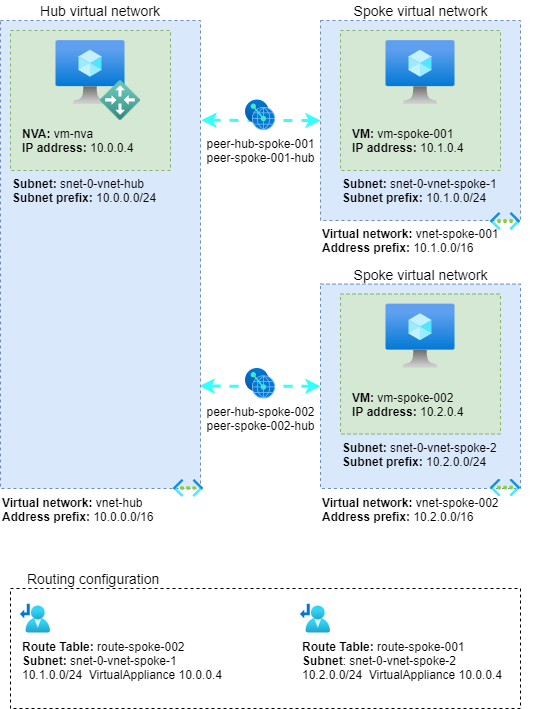 Hub virtual network
NVA: vm-nva
IP address: 10.0.0.4
Subnet: snet-0-vnet-hub
Subnet prefix: 10.0.0.0/24
peer-hub-spoke-001
peer-spoke-001-hub
Spoke virtual network
VM: vm-spoke-001
IP address: 10.1.0.4
Subnet: snet-0-vnet-spoke-1
Subnet prefix: 10.1.0.0/24
Virtual network: vnet-spoke-001
Address prefix: 10.1.0.0/16
Spoke virtual network
VM: vm-spoke-002
IP address: 10.2.0.4
peer-hub-spoke-002
peer-spoke-002-hub
Subnet: snet-0-vnet-spoke-2
Subnet prefix: 10.2.0.0/24
Virtual network: vnet-hub
Address prefix: 10.0.0.0/16
Virtual network: vnet-spoke-002
Address prefix: 10.2.0.0/16
Routing configuration
Route Table: route-spoke-002
Subnet: snet-0-vnet-spoke-1
10.1.0.0/24 VirtualAppliance 10.0.0.4
Route Table: route-spoke-001
Subnet: snet-0-vnet-spoke-2
10.2.0.0/24 VirtualAppliance 10.0.0.4